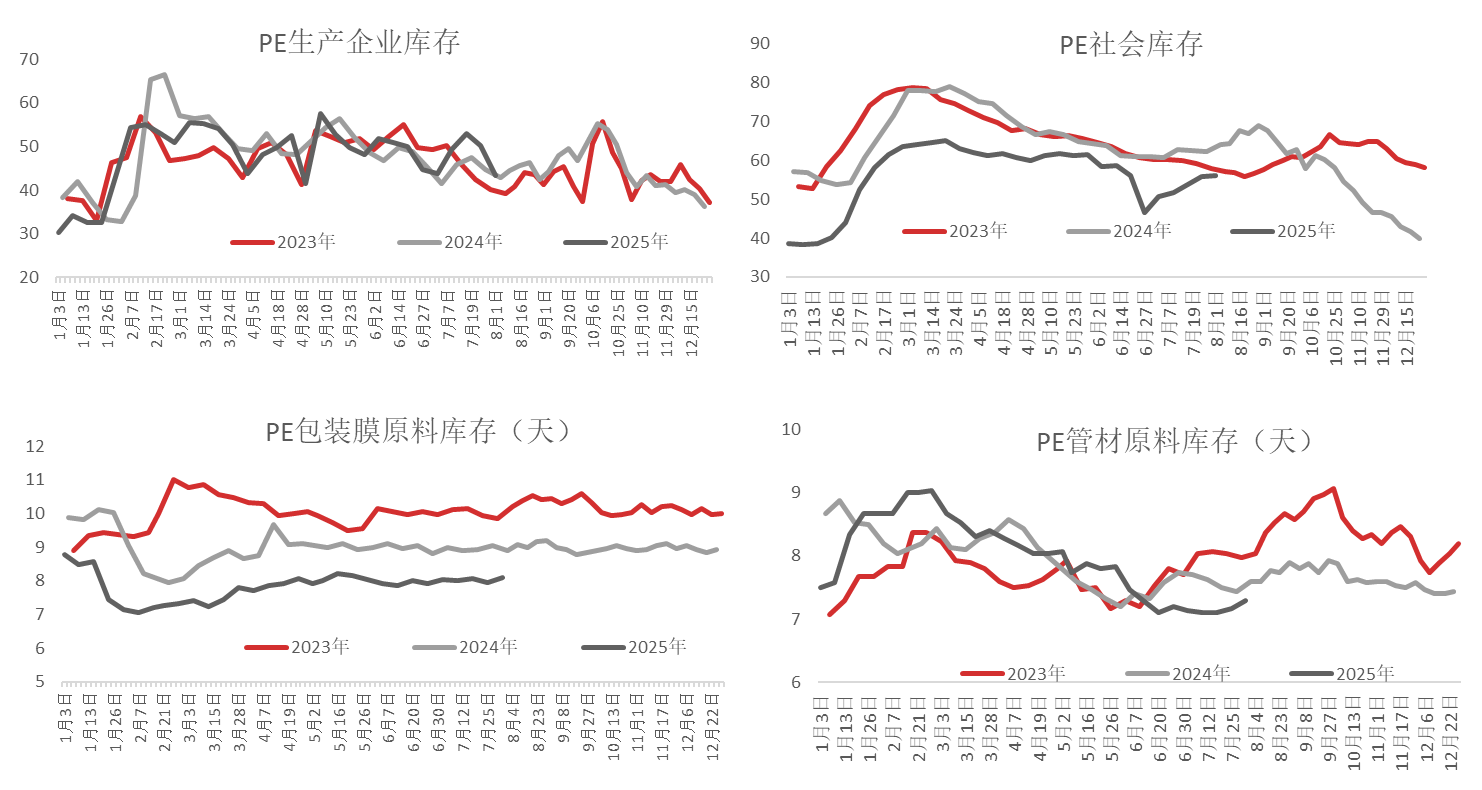 PE生产企业库存
70
60
50
40
30
20
2023年 2024年 2025年
1月3日 1月13日 1月26日 2月7日 2月17日 3月1日 3月14日 3月24日 4月5日 4月18日 4月28日 5月10日 5月23日 6月2日 6月14日 6月27日 7月7日 7月19日 8月1日 8月16日 9月1日 9月20日 10月6日 10月25日 11月10日 11月29日 12月15日
PE社会库存
90
80
70
60
50
40
30
2023年 2024年 2025年
1月3日 1月13日 1月26日 2月7日 2月17日 3月1日 3月14日 3月24日 4月5日 4月18日 4月28日 5月10日 5月23日 6月2日 6月14日 6月27日 7月7日 7月19日 8月1日 8月16日 9月1日 9月20日 10月6日 10月25日 11月10日 11月29日 12月15日
PE包装膜原料库存（天）
12
11
10
9
8
7
6
5
2023年 2024年 2025年
1月3日 1月13日 1月26日 2月7日 2月21日 3月3日 3月15日 3月28日 4月7日 4月19日 5月2日 5月16日 5月26日 6月7日 6月20日 6月30日 7月12日 7月25日 8月4日 8月23日 9月8日 9月27日 10月13日 11月1日 11月17日 12月6日 12月22日
PE管材原料库存（天）
10
9
8
7
6
2023年 2024年 2025年
1月3日 1月13日 1月26日 2月7日 2月21日 3月3日 3月15日 3月28日 4月7日 4月19日 5月2日 5月16日 5月26日 6月7日 6月20日 6月30日 7月12日 7月25日 8月4日 8月23日 9月8日 9月27日 10月13日 11月1日 11月17日 12月6日 12月22日